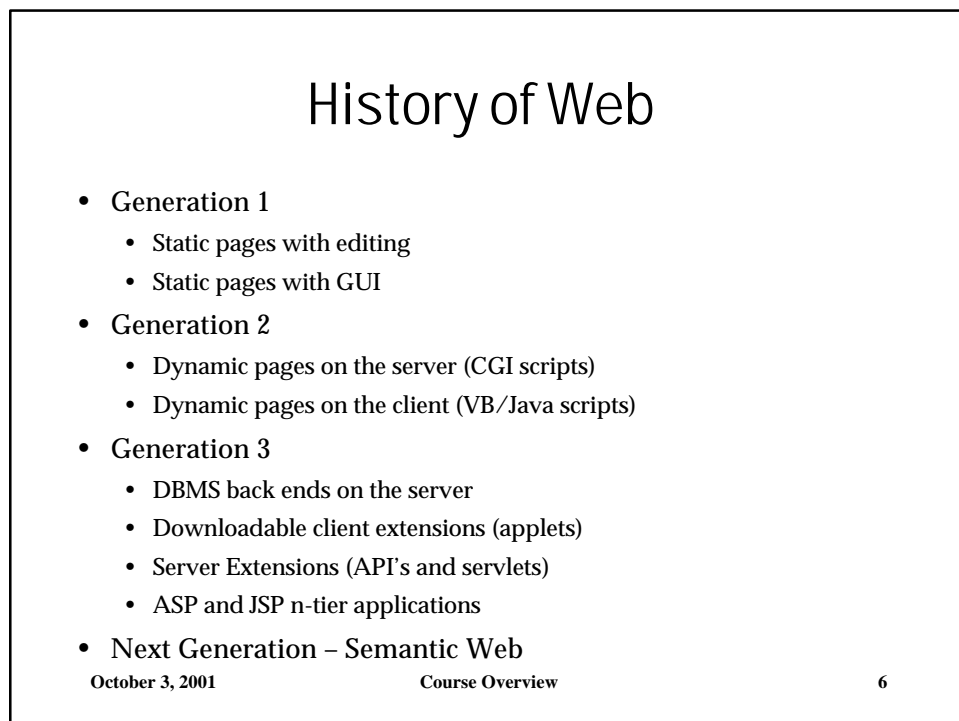 History of Web
• Generation 1
• Static pages with editing
• Static pages with GUI
• Generation 2
• Dynamic pages on the server (CGI scripts)
• Dynamic pages on the client (VB/Java scripts)
• Generation 3
• DBMS back ends on the server
• Downloadable client extensions (applets)
• Server Extensions (API's and servlets)
• ASP and JSP n-tier applications
• Next Generation – Semantic Web
October 3, 2001 Course Overview 6